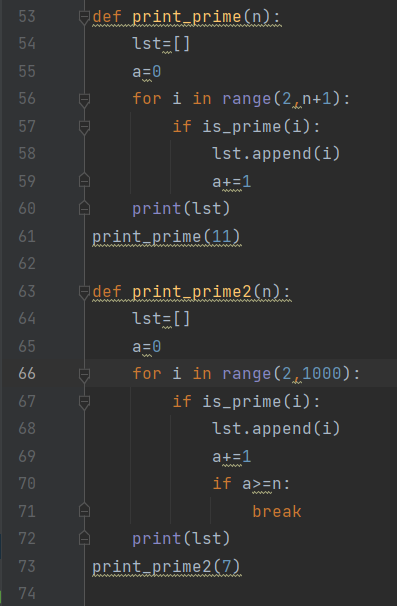 53 def print_prime(n):
54     lst=[]
55     a=0
56     for i in range(2,n+1):
57         if is_prime(i):
58             lst.append(i)
59             a+=1
60     print(lst)
61 print_prime(11)
62
63 def print_prime2(n):
64     lst=[]
65     a=0
66     for i in range(2,1000):
67         if is_prime(i):
68             lst.append(i)
69             a+=1
70             if a>=n:
71                 break
72     print(lst)
73 print_prime2(7)
74